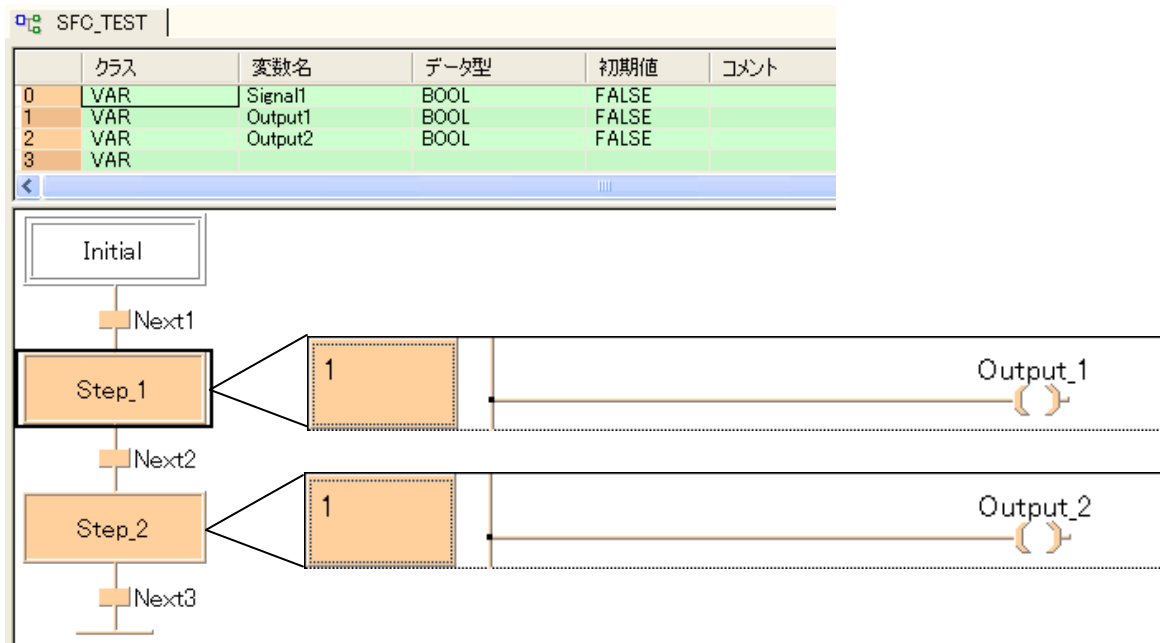 SFC_TEST
クラス 変数名 データ型 初期値 コメント
0 VAR Signal1 BOOL FALSE
1 VAR Output1 BOOL FALSE
2 VAR Output2 BOOL FALSE
3 VAR
Initial
Next1
Step_1
1
Output_1
Next2
Step_2
1
Output_2
Next3